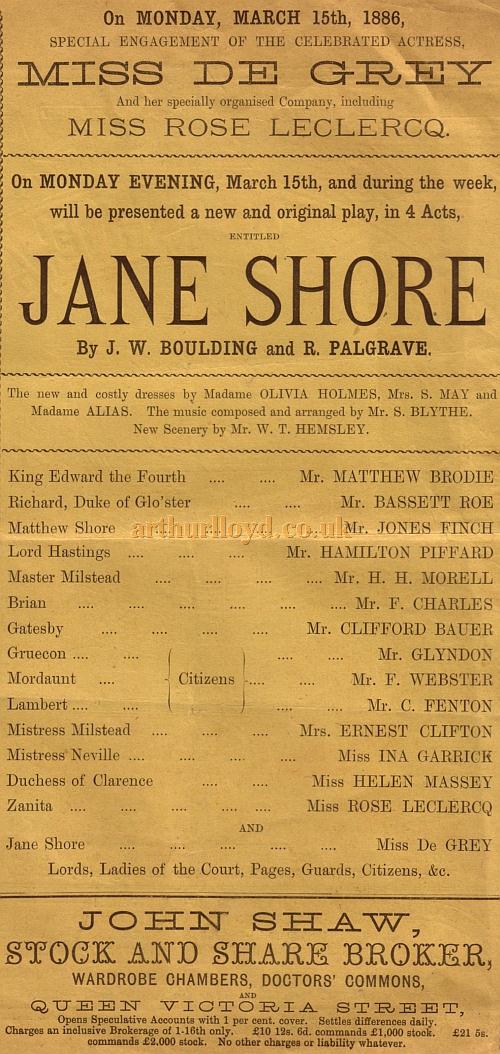 On MONDAY, MARCH 15th, 1886,
SPECIAL ENGAGEMENT OF THE CELEBRATED ACTRESS,
MISS DE GREY
And her specially organised Company, including
MISS ROSE LECLERCQ.
On MONDAY EVENING, March 15th, and during the week,
will be presented a new and original play, in 4 Acts,
ENTITLED
JANE SHORE
By J. W. BOULDING and R. PALGRAVE.
The new and costly dresses by Madame OLIVIA HOLMES, Mrs. S. MAY and
Madame ALIAS. The music composed and arranged by Mr. S. BLYTHE.
New Scenery by Mr. W. T. HEMSLEY.
King Edward the Fourth .... .... Mr. MATTHEW BRODIE
Richard, Duke of Glo'ster .... .... Mr. BASSETT ROE
Matthew Shore arthurlloyd.co.uk Mr. JONES FINCH
Lord Hastings .... .... .... Mr. HAMILTON PIFFARD
Master Milstead .... .... .... .... Mr. H. H. MORELL
Brian .... .... .... .... .... .... Mr. F. CHARLES
Gatesby .... .... .... .... Mr. CLIFFORD BAUER
Gruecon .... .... .... .... Mr. GLYNDON
Mordaunt .... Citizens .... .... Mr. F. WEBSTER
Lambert .... .... .... .... Mr. C. FENTON
Mistress Milstead .... .... .... Mrs. ERNEST CLIFTON
Mistress Neville .... .... .... .... Miss INA GARRICK
Duchess of Clarence .... .... Miss HELEN MASSEY
Zanita .... .... .... .... .... Miss ROSE LECLERCQ
AND
Jane Shore .... .... .... .... .... Miss De GREY
Lords, Ladies of the Court, Pages, Guards, Citizens, &c.
JOHN SHAW,
STOCK AND SHARE BROKER,
WARDROBE CHAMBERS, DOCTORS' COMMONS,
AND
QUEEN VICTORIA STREET,
Opens Speculative Accounts with 1 per cent. cover. Settles differences daily.
Charges an inclusive Brokerage of 1-16th only. £10 12s. 6d. commands £1,000 stock. £21 5s.
commands £2,000 stock. No other charges or liability whatever.